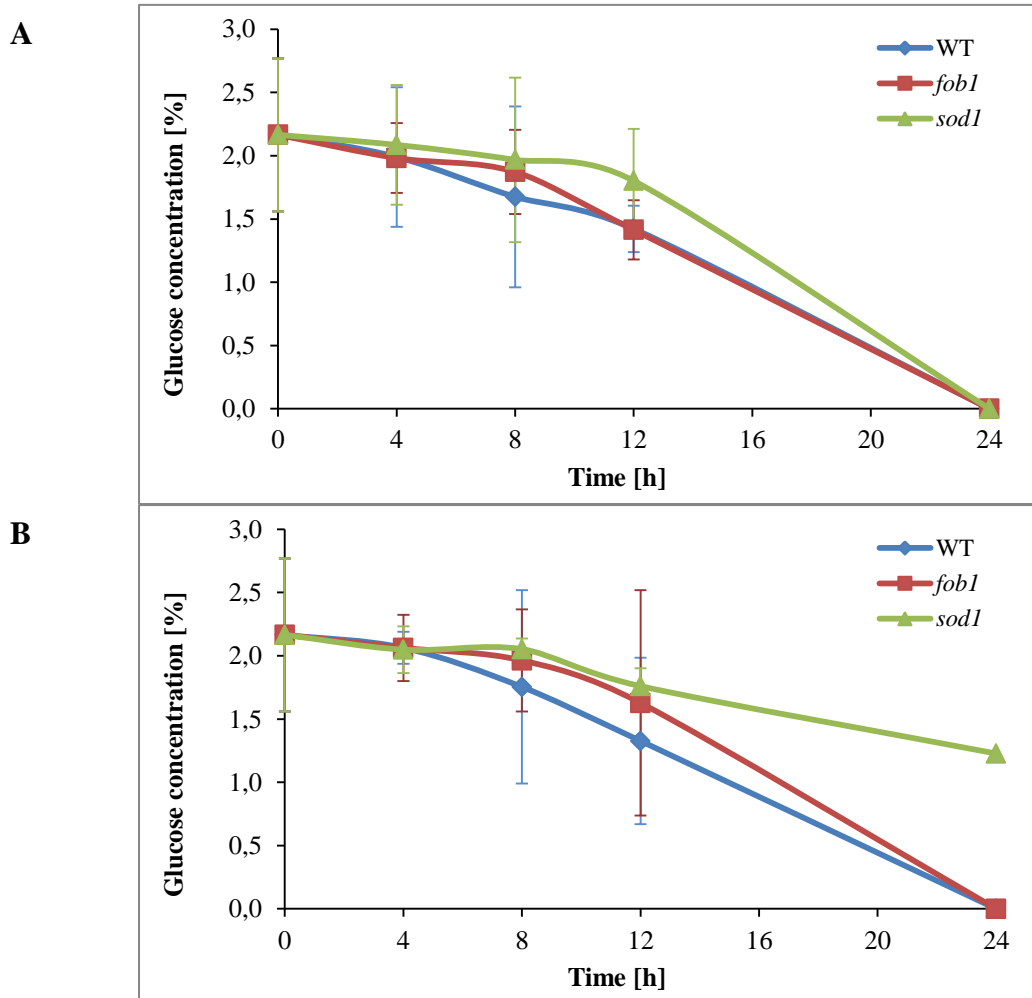 A
3,0
2,5
2,0
1,5
1,0
0,5
0,0
Glucose concentration [%]
WT
fob1
sod1
0 4 8 12 16 20 24
Time [h]
B
3,0
2,5
2,0
1,5
1,0
0,5
0,0
Glucose concentration [%]
WT
fob1
sod1
0 4 8 12 16 20 24
Time [h]